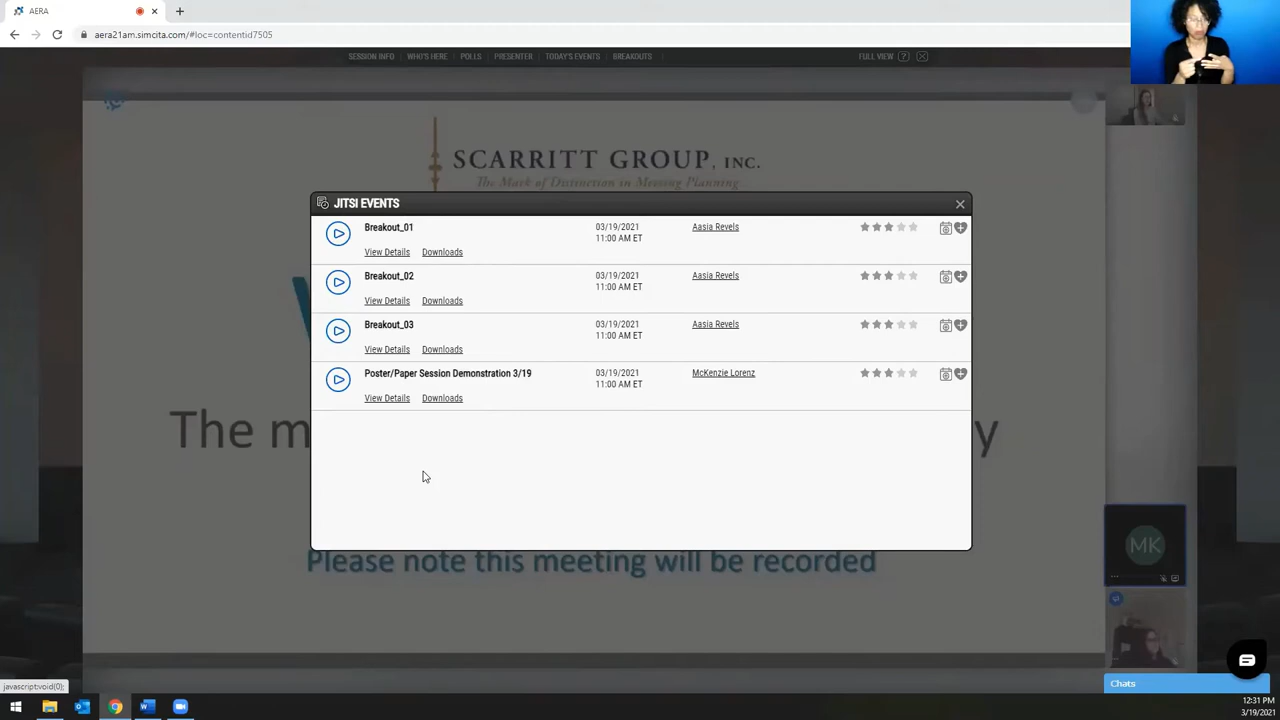 AERA
aera21am.simcita.com/#loc=contentid7505
SESSION INFO WHO'S HERE POLLS PRESENTER TODAY'S EVENTS BREAKOUTS FULL VIEW ?
SCARRITT GROUP, INC.
The Mark of Distinction in Meeting Planning
JITSI EVENTS
Breakout_01 03/19/2021 Aasia Revels
11:00 AM ET
View Details Downloads
Breakout_02 03/19/2021 Aasia Revels
11:00 AM ET
View Details Downloads
Breakout_03 03/19/2021 Aasia Revels
11:00 AM ET
View Details Downloads
Poster/Paper Session Demonstration 3/19 03/19/2021 McKenzie Lorenz
11:00 AM ET
View Details Downloads
The m y
MK
Please note this meeting will be recorded
Chats
javascript:void(0);
12:31 PM
3/19/2021